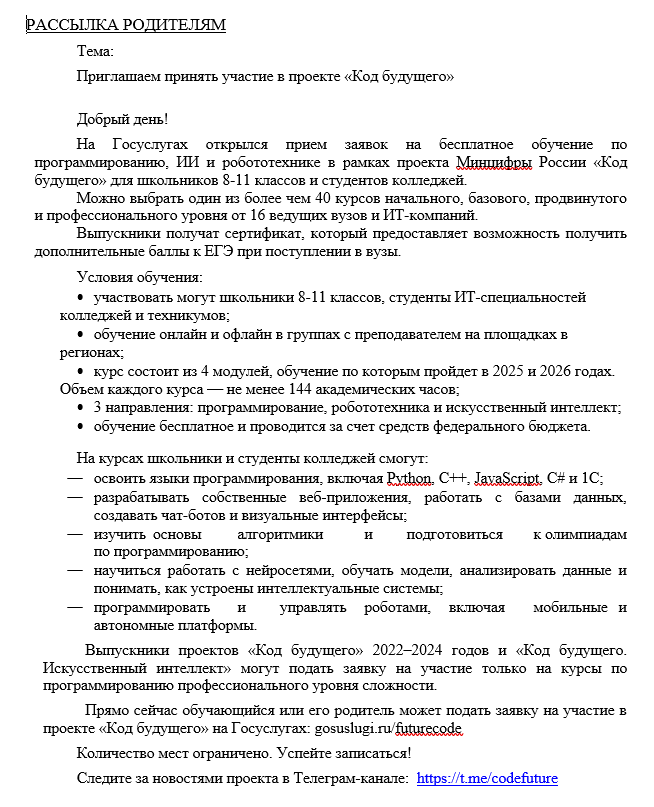 РАССЫЛКА РОДИТЕЛЯМ
Тема:
Приглашаем принять участие в проекте «Код будущего»
Добрый день!
На Госуслугах открылся прием заявок на бесплатное обучение по
программированию, ИИ и робототехнике в рамках проекта Минцифры России «Код
будущего» для школьников 8-11 классов и студентов колледжей.
Можно выбрать один из более чем 40 курсов начального, базового, продвинутого
и профессионального уровня от 16 ведущих вузов и ИТ-компаний.
Выпускники получат сертификат, который предоставляет возможность получить
дополнительные баллы к ЕГЭ при поступлении в вузы.
Условия обучения:
• участвовать могут школьники 8-11 классов, студенты ИТ-специальностей
колледжей и техникумов;
• обучение онлайн и офлайн в группах с преподавателем на площадках в
регионах;
• курс состоит из 4 модулей, обучение по которым пройдет в 2025 и 2026 годах.
Объем каждого курса — не менее 144 академических часов;
• 3 направления: программирование, робототехника и искусственный интеллект;
• обучение бесплатное и проводится за счет средств федерального бюджета.
На курсах школьники и студенты колледжей смогут:
— освоить языки программирования, включая Python, C++, JavaScript, C# и 1C;
— разрабатывать собственные веб-приложения, работать с базами данных,
создавать чат-ботов и визуальные интерфейсы;
— изучить основы алгоритмики и подготовиться к олимпиадам
по программированию;
— научиться работать с нейросетями, обучать модели, анализировать данные и
понимать, как устроены интеллектуальные системы;
— программировать и управлять роботами, включая мобильные и
автономные платформы.
Выпускники проектов «Код будущего» 2022–2024 годов и «Код будущего.
Искусственный интеллект» могут подать заявку на участие только на курсы по
программированию профессионального уровня сложности.
Прямо сейчас обучающийся или его родитель может подать заявку на участие в
проекте «Код будущего» на Госуслугах: gosuslugi.ru/futurecode
Количество мест ограничено. Успейте записаться!
Следите за новостями проекта в Телеграм-канале: https://t.me/codefuture